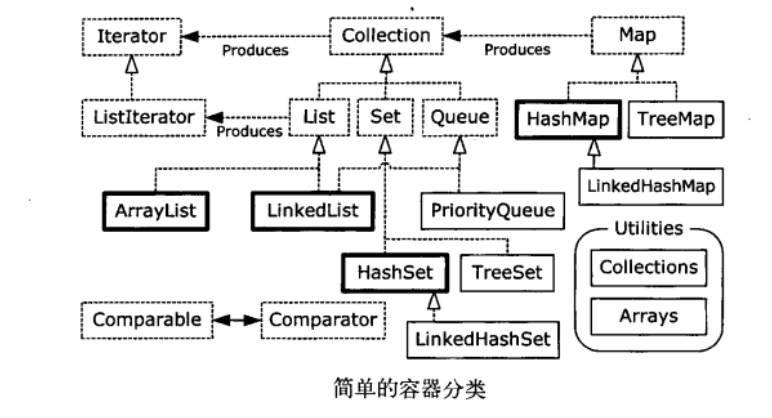 Iterator
Collection
Map
Produces
Produces
ListIterator
List
Set
Queue
HashMap
TreeMap
Produces
ArrayList
LinkedList
PriorityQueue
LinkedHashMap
Utilities
HashSet
TreeSet
Collections
Comparable
Comparator
LinkedHashSet
Arrays
简单的容器分类